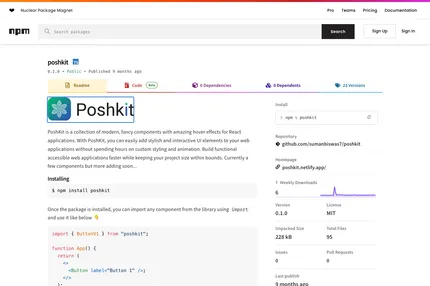 Nuclear Package Magnet
Pro Teams Pricing Documentation
npm
Search packages
Search
Sign Up
Sign In
poshkit TS
0.1.0 • Public • Published 9 months ago
Readme
Code Beta
0 Dependencies
0 Dependents
23 Versions
Poshkit
PoshKit is a collection of modern, fancy components with amazing hover effects for React
applications. With PoshKit, you can easily add stylish and interactive UI elements to your web
applications without spending hours on custom styling and animation. Build functional
accessible web applications faster while keeping your project size within bounds. Currently a
few components but more adding soon...
Installing
$ npm install poshkit
Once the package is installed, you can import any component from the library using import
and use it like below 👇
import { ButtonV1 } from "poshkit";
function App() {
return (
<>
<Button label="Button 1" />;
</>
Install
> npm i poshkit
Repository
github.com/sumanbiswas7/poshkit
Homepage
poshkit.netlify.app/
Weekly Downloads
6
Version
0.1.0
License
MIT
Unpacked Size
228 kB
Total Files
95
Issues
0
Pull Requests
0
Last publish
9 months ago